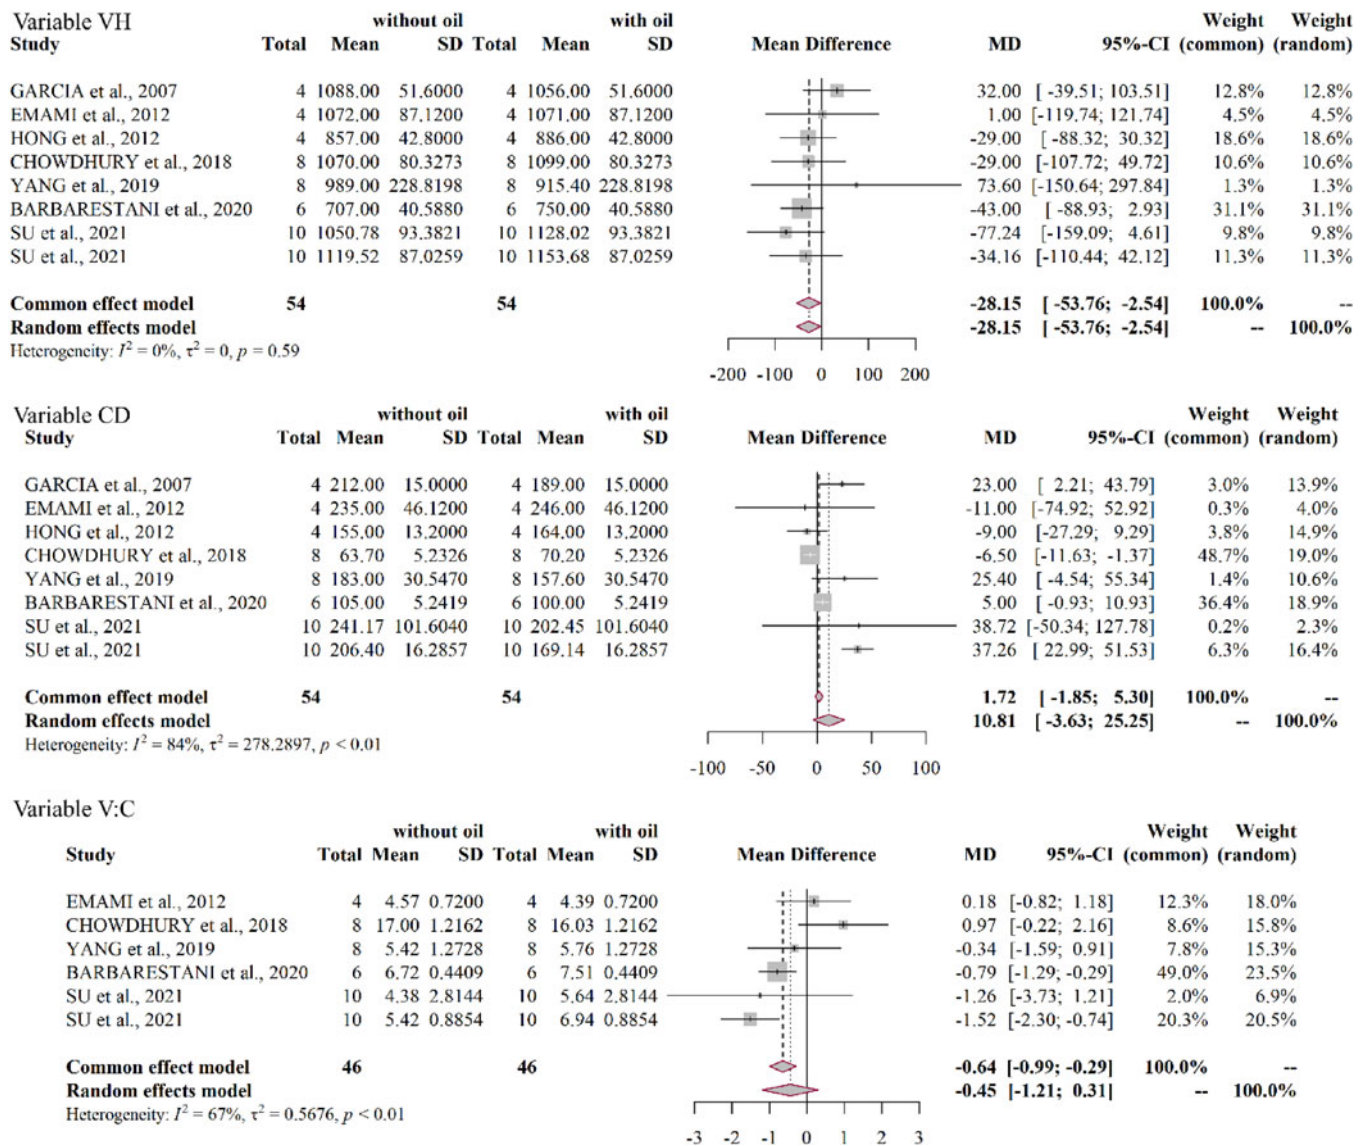 Variable VH without oil with oil Weight Weight
Study Total Mean SD Total Mean SD Mean Difference MD 95%-CI (common) (random)
GARCIA et al., 2007 4 1088.00 51.6000 4 1056.00 51.6000 32.00 [ -39.51; 103.51] 12.8% 12.8%
EMAMI et al., 2012 4 1072.00 87.1200 4 1071.00 87.1200 1.00 [-119.74; 121.74] 4.5% 4.5%
HONG et al., 2012 4 857.00 42.8000 4 886.00 42.8000 -29.00 [ -88.32; 30.32] 18.6% 18.6%
CHOWDHURY et al., 2018 8 1070.00 80.3273 8 1099.00 80.3273 -29.00 [-107.72; 49.72] 10.6% 10.6%
YANG et al., 2019 8 989.00 228.8198 8 915.40 228.8198 73.60 [-150.64; 297.84] 1.3% 1.3%
BARBARESTANI et al., 2020 6 707.00 40.5880 6 750.00 40.5880 -43.00 [ -88.93; 2.93] 31.1% 31.1%
SU et al., 2021 10 1050.78 93.3821 10 1128.02 93.3821 -77.24 [-159.09; 4.61] 9.8% 9.8%
SU et al., 2021 10 1119.52 87.0259 10 1153.68 87.0259 -34.16 [-110.44; 42.12] 11.3% 11.3%
Common effect model 54 54 -28.15 [ -53.76; -2.54] 100.0% --
Random effects model -28.15 [ -53.76; -2.54] -- 100.0%
Heterogeneity: I² = 0%, τ² = 0, p = 0.59
-200 -100 0 100 200
Variable CD without oil with oil Weight Weight
Study Total Mean SD Total Mean SD Mean Difference MD 95%-CI (common) (random)
GARCIA et al., 2007 4 212.00 15.0000 4 189.00 15.0000 23.00 [ 2.21; 43.79] 3.0% 13.9%
EMAMI et al., 2012 4 235.00 46.1200 4 246.00 46.1200 -11.00 [-74.92; 52.92] 0.3% 4.0%
HONG et al., 2012 4 155.00 13.2000 4 164.00 13.2000 -9.00 [-27.29; 9.29] 3.8% 14.9%
CHOWDHURY et al., 2018 8 63.70 5.2326 8 70.20 5.2326 -6.50 [-11.63; -1.37] 48.7% 19.0%
YANG et al., 2019 8 183.00 30.5470 8 157.60 30.5470 25.40 [ -4.54; 55.34] 1.4% 10.6%
BARBARESTANI et al., 2020 6 105.00 5.2419 6 100.00 5.2419 5.00 [ -0.93; 10.93] 36.4% 18.9%
SU et al., 2021 10 241.17 101.6040 10 202.45 101.6040 38.72 [-50.34; 127.78] 0.2% 2.3%
SU et al., 2021 10 206.40 16.2857 10 169.14 16.2857 37.26 [ 22.99; 51.53] 6.3% 16.4%
Common effect model 54 54 1.72 [ -1.85; 5.30] 100.0% --
Random effects model 10.81 [ -3.63; 25.25] -- 100.0%
Heterogeneity: I² = 84%, τ² = 278.2897, p < 0.01
-100 -50 0 50 100
Variable V:C
without oil with oil Weight Weight
Study Total Mean SD Total Mean SD Mean Difference MD 95%-CI (common) (random)
EMAMI et al., 2012 4 4.57 0.7200 4 4.39 0.7200 0.18 [-0.82; 1.18] 12.3% 18.0%
CHOWDHURY et al., 2018 8 17.00 1.2162 8 16.03 1.2162 0.97 [-0.22; 2.16] 8.6% 15.8%
YANG et al., 2019 8 5.42 1.2728 8 5.76 1.2728 -0.34 [-1.59; 0.91] 7.8% 15.3%
BARBARESTANI et al., 2020 6 6.72 0.4409 6 7.51 0.4409 -0.79 [-1.29; -0.29] 49.0% 23.5%
SU et al., 2021 10 4.38 2.8144 10 5.64 2.8144 -1.26 [-3.73; 1.21] 2.0% 6.9%
SU et al., 2021 10 5.42 0.8854 10 6.94 0.8854 -1.52 [-2.30; -0.74] 20.3% 20.5%
Common effect model 46 46 -0.64 [-0.99; -0.29] 100.0% --
Random effects model -0.45 [-1.21; 0.31] -- 100.0%
Heterogeneity: I² = 67%, τ² = 0.5676, p < 0.01
-3 -2 -1 0 1 2 3